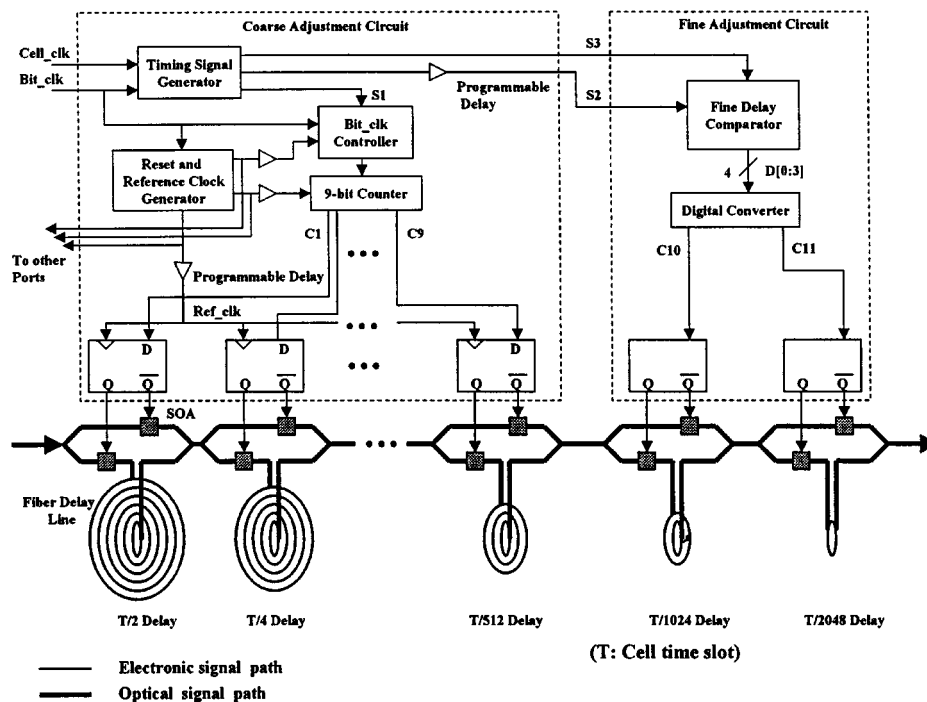 Coarse Adjustment Circuit
Fine Adjustment Circuit
Cell_clk
Bit_clk
Timing Signal
Generator
S3
S1
Programmable
Delay
S2
Bit_clk
Controller
Fine Delay
Comparator
Reset and
Reference Clock
Generator
9-bit Counter
4
D[0:3]
Digital Converter
C1
C9
C10
C11
To other
Ports
Programmable Delay
Ref_clk
D
Q
Q
D
Q
Q
D
Q
Q
Q
Q
Q
Q
SOA
Fiber Delay
Line
T/2 Delay
T/4 Delay
T/512 Delay
T/1024 Delay
T/2048 Delay
(T: Cell time slot)
Electronic signal path
Optical signal path